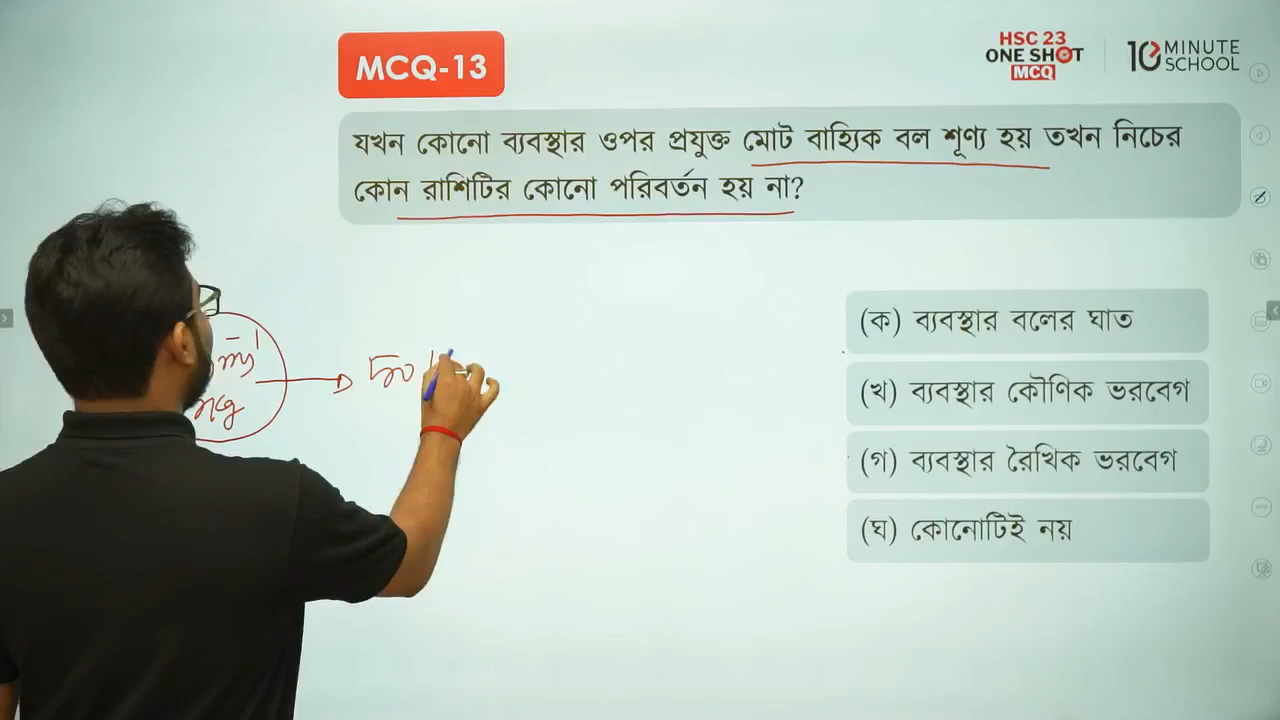 MCQ-13
HSC 23
ONE SHOT
MCQ
10 MINUTE
SCHOOL
যখন কোনো ব্যবস্থার ওপর প্রযুক্ত মোট বাহ্যিক বল শূণ্য হয় তখন নিচের
কোন রাশিটির কোনো পরিবর্তন হয় না?
(ক) ব্যবস্থার বলের ঘাত
(খ) ব্যবস্থার কৌণিক ভরবেগ
(গ) ব্যবস্থার রৈখিক ভরবেগ
(ঘ) কোনোটিই নয়